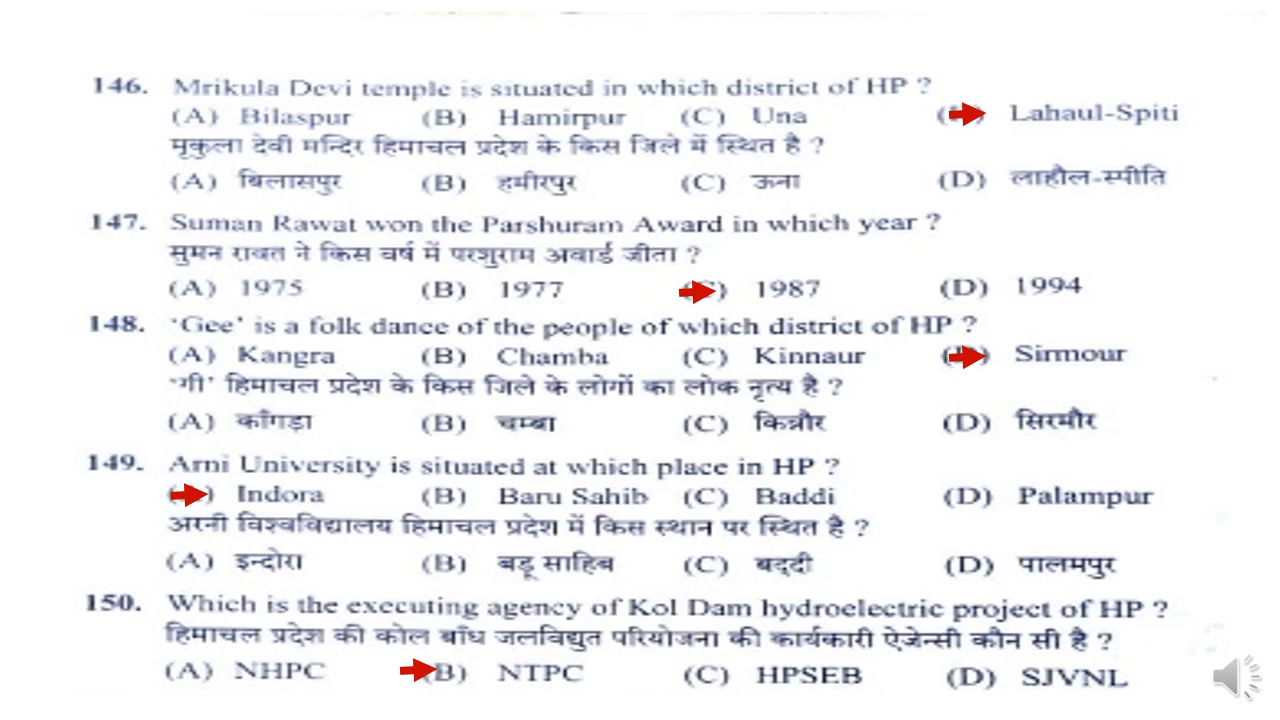 146. Mrikula Devi temple is situated in which district of HP ?
(A) Bilaspur (B) Hamirpur (C) Una Lahaul-Spiti
मृकुला देवी मन्दिर हिमाचल प्रदेश के किस जिले में स्थित है ?
(A) बिलासपुर (B) हमीरपुर (C) ऊना (D) लाहौल-स्पीति
147. Suman Rawat won the Parshuram Award in which year ?
सुमन रावत ने किस वर्ष में परशुराम अवार्ड जीता ?
(A) 1975 (B) 1977 (C) 1987 (D) 1994
148. 'Gee' is a folk dance of the people of which district of HP ?
(A) Kangra (B) Chamba (C) Kinnaur (D) Sirmour
'गी' हिमाचल प्रदेश के किस जिले के लोगों का लोक नृत्य है ?
(A) काँगड़ा (B) चम्बा (C) किन्नौर (D) सिरमौर
149. Arni University is situated at which place in HP ?
Indora (B) Baru Sahib (C) Baddi (D) Palampur
अरनी विश्वविद्यालय हिमाचल प्रदेश में किस स्थान पर स्थित है ?
(A) इन्दोरा (B) बड़ू साहिब (C) बद्दी (D) पालमपुर
150. Which is the executing agency of Kol Dam hydroelectric project of HP ?
हिमाचल प्रदेश की कोल बाँध जलविद्युत परियोजना की कार्यकारी ऐजेन्सी कौन सी है ?
(A) NHPC (B) NTPC (C) HPSEB (D) SJVNL